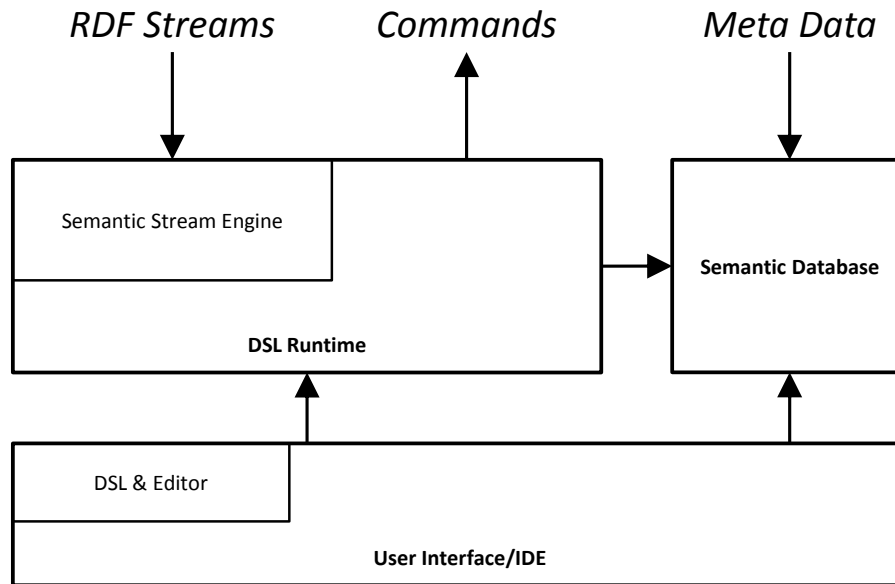 RDF Streams
Commands
Meta Data
Semantic Stream Engine
Semantic Database
DSL Runtime
DSL & Editor
User Interface/IDE